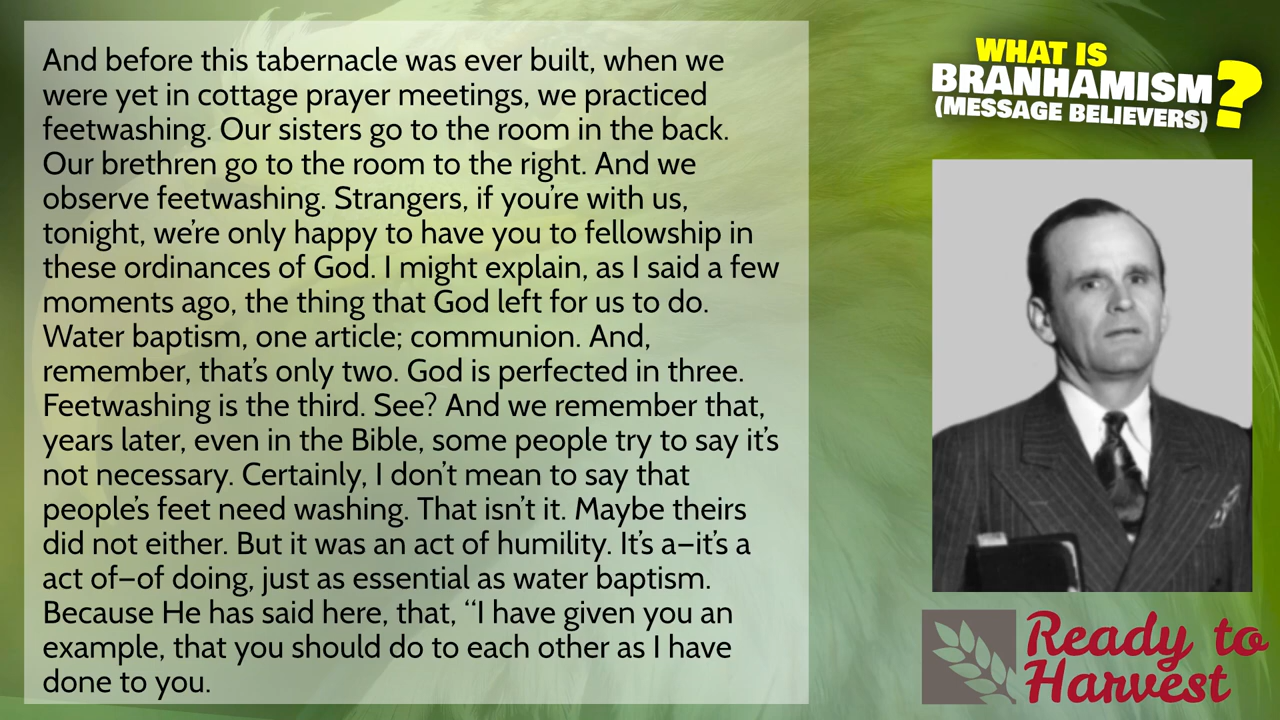 And before this tabernacle was ever built, when we
were yet in cottage prayer meetings, we practiced
feetwashing. Our sisters go to the room in the back.
Our brethren go to the room to the right. And we
observe feetwashing. Strangers, if you're with us,
tonight, we're only happy to have you to fellowship in
these ordinances of God. I might explain, as I said a few
moments ago, the thing that God left for us to do.
Water baptism, one article; communion. And,
remember, that's only two. God is perfected in three.
Feetwashing is the third. See? And we remember that,
years later, even in the Bible, some people try to say it's
not necessary. Certainly, I don't mean to say that
people's feet need washing. That isn't it. Maybe theirs
did not either. But it was an act of humility. It's a–it's a
act of–of doing, just as essential as water baptism.
Because He has said here, that, “I have given you an
example, that you should do to each other as I have
done to you.
WHAT IS
BRANHAMISM?
(MESSAGE BELIEVERS)
Ready to
Harvest